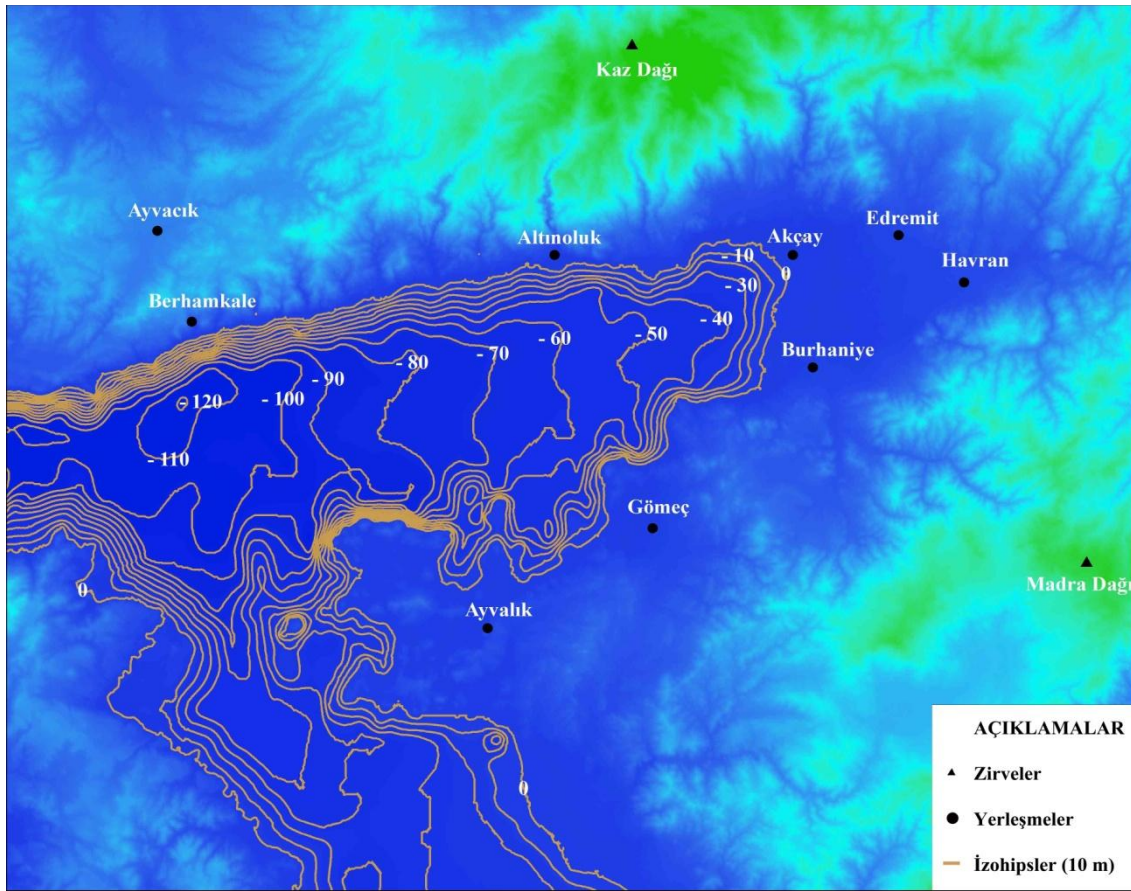 Kaz Dağı
Ayvacık
Altınoluk
Akçay
Edremit
Havran
Berhamkale
Burhaniye
- 10
0
- 30
- 40
- 50
- 60
- 70
- 80
- 90
- 100
- 120
- 110
Gömeç
Madra Dağı
0
Ayvalık
0
AÇIKLAMALAR
Zirveler
Yerleşmeler
İzohipsler (10 m)